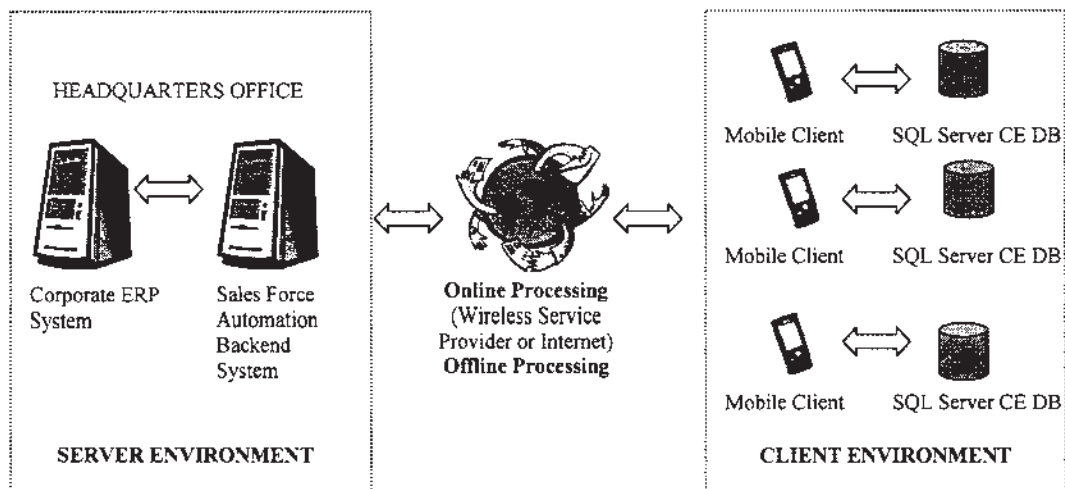 HEADQUARTERS OFFICE
Corporate ERP
System
Sales Force
Automation
Backend
System
SERVER ENVIRONMENT
Online Processing
(Wireless Service
Provider or Internet)
Offline Processing
Mobile Client
SQL Server CE DB
Mobile Client
SQL Server CE DB
Mobile Client
SQL Server CE DB
CLIENT ENVIRONMENT